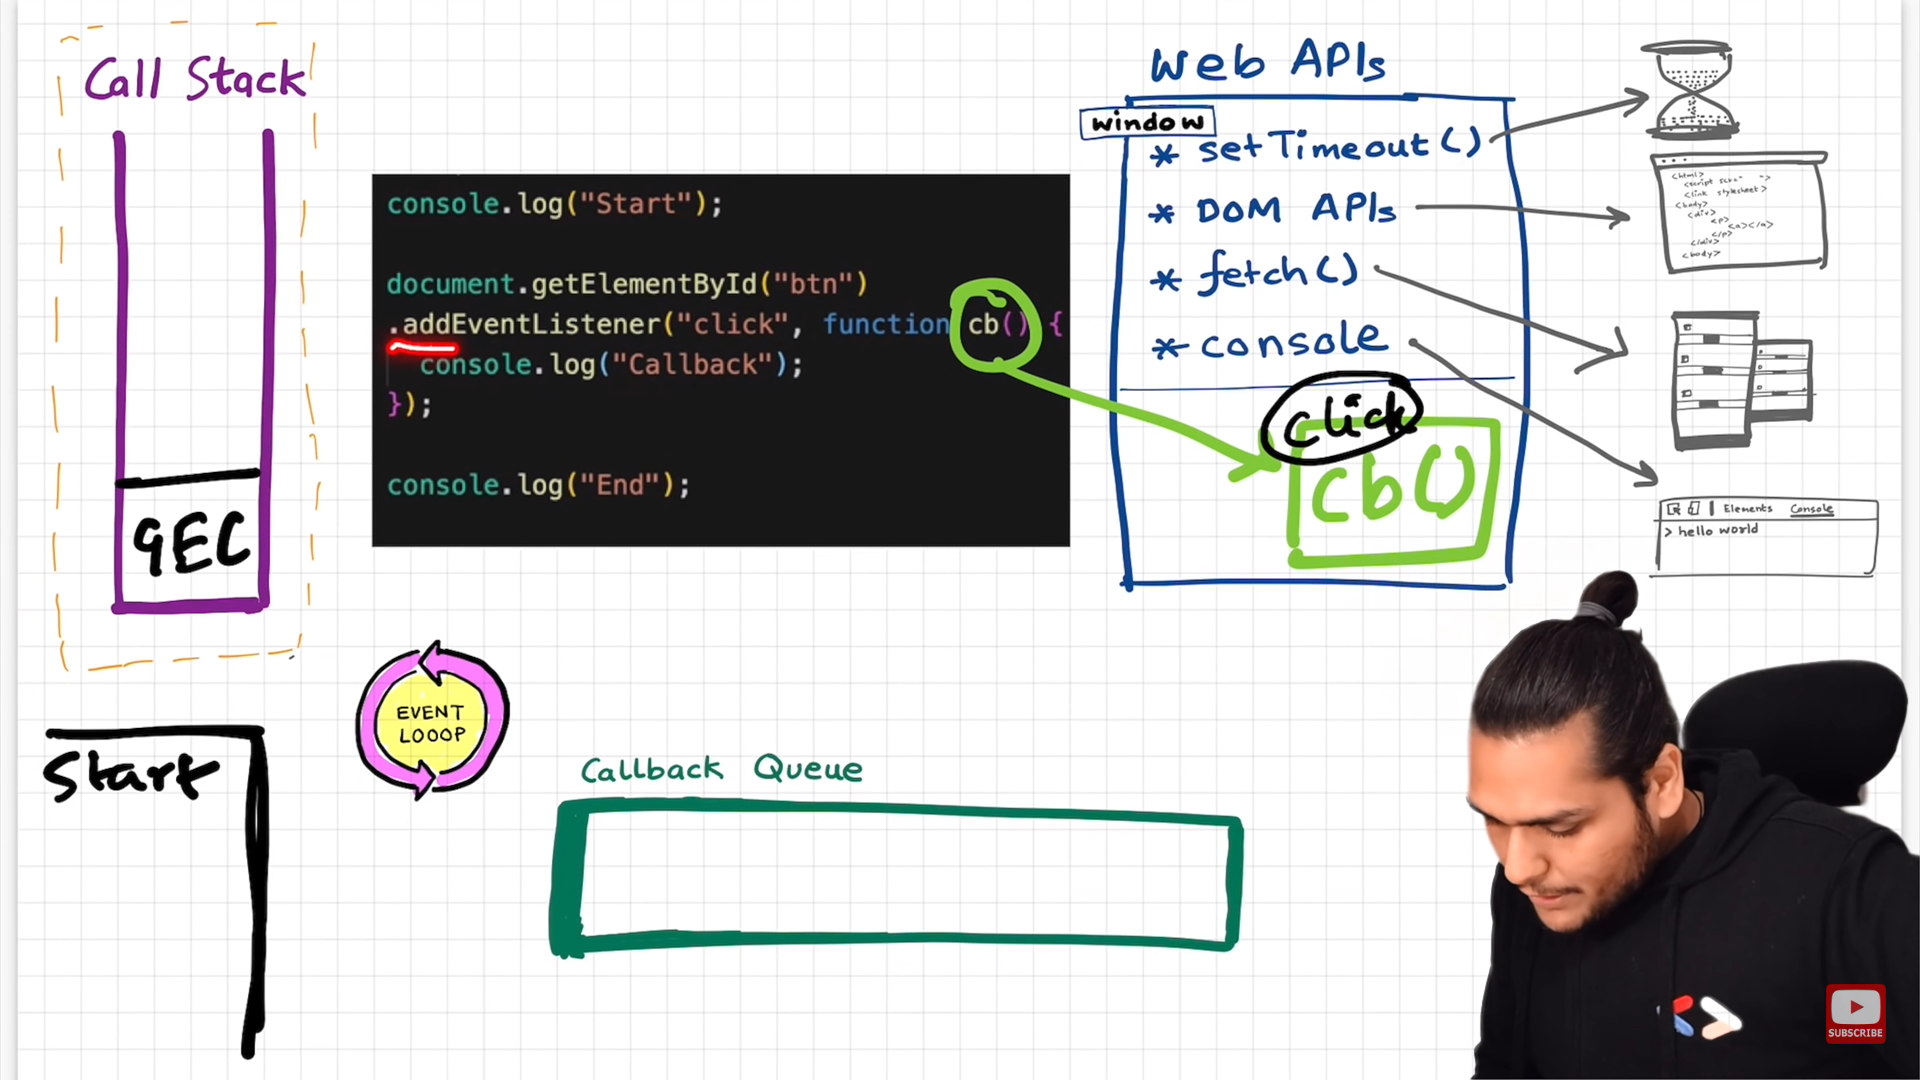 Call Stack
GEC
console.log("Start");
document.getElementById("btn")
.addEventListener("click", function cb() {
console.log("Callback");
});
console.log("End");
Web APIs
window
* setTimeout()
* DOM APIs
* fetch()
* console
click
cb()
<html>
<link stylesheet>
<body>
<div>
<p>
<a></a>
</p>
</div>
<body>
Elements Console
> hello world
Start
EVENT
LOOOP
Callback Queue
SUBSCRIBE